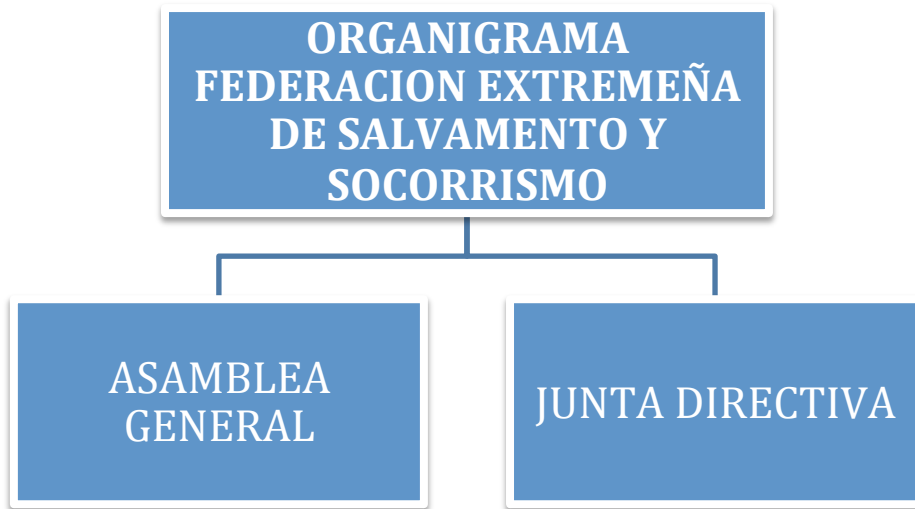 ORGANIGRAMA
FEDERACION EXTREMEÑA
DE SALVAMENTO Y
SOCORRISMO
ASAMBLEA
GENERAL
JUNTA DIRECTIVA